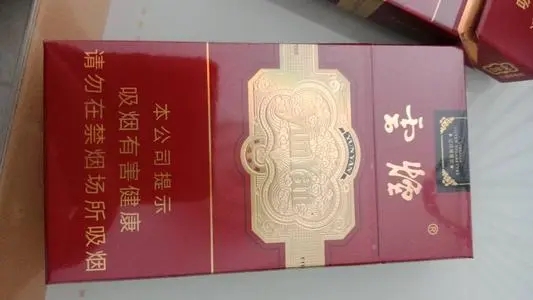 云烟
®
本公司提示
吸烟有害健康
请勿在禁烟场所吸烟